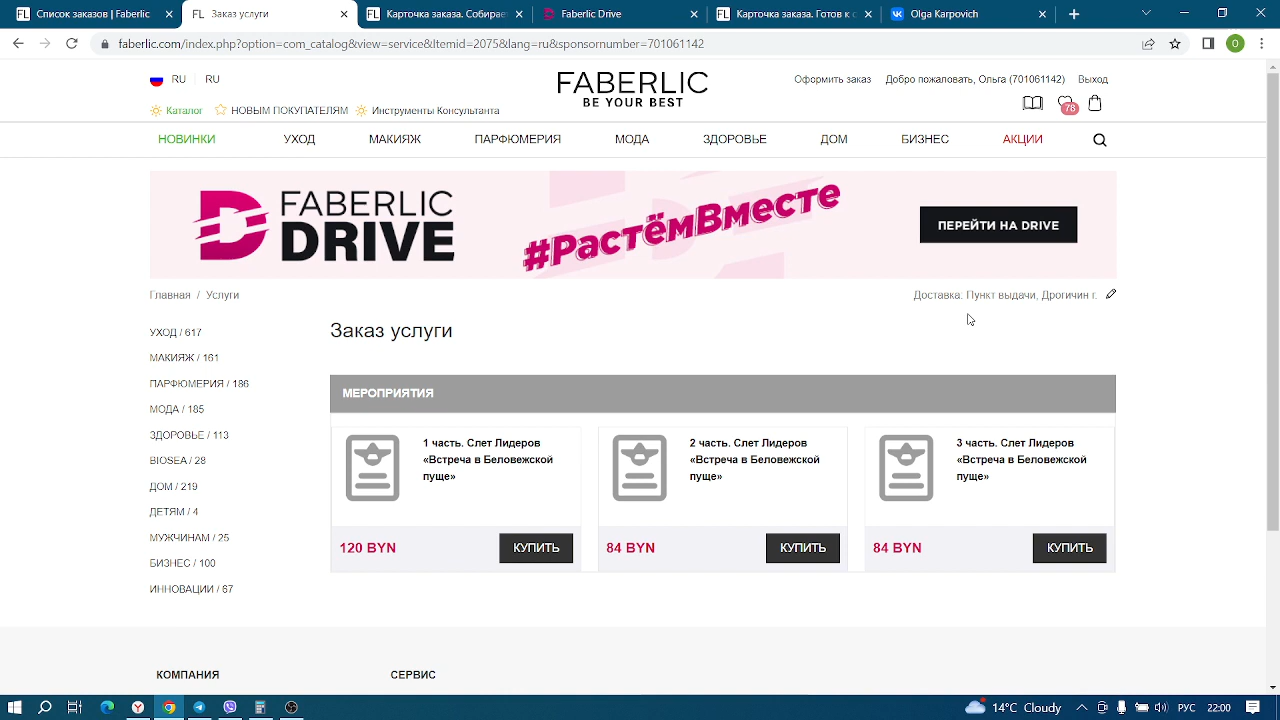 Список заказов | Faberlic
Заказ услуги
Карточка заказа. Собирае
Faberlic Drive
Карточка заказа. Готов к о
Olga Karpovich
faberlic.com/index.php?option=com_catalog&view=service&Itemid=2075&lang=ru&sponsornumber=701061142
O
RU RU
FABERLIC
BE YOUR BEST
Оформить заказ Добро пожаловать, Ольга (701061142) Выход
Каталог НОВЫМ ПОКУПАТЕЛЯМ Инструменты Консультанта
78
НОВИНКИ УХОД МАКИЯЖ ПАРФЮМЕРИЯ МОДА ЗДОРОВЬЕ ДОМ БИЗНЕС АКЦИИ
FABERLIC
DRIVE
#РастёмВместе
ПЕРЕЙТИ НА DRIVE
Главная / Услуги
Доставка: Пункт выдачи, Дрогичин г.
УХОД / 617
МАКИЯЖ / 161
ПАРФЮМЕРИЯ / 186
МОДА / 185
ЗДОРОВЬЕ / 113
BIOSEA / 28
ДОМ / 219
ДЕТЯМ / 4
МУЖЧИНАМ / 25
БИЗНЕС / 100
ИННОВАЦИИ / 67
Заказ услуги
МЕРОПРИЯТИЯ
1 часть. Слет Лидеров
«Встреча в Беловежской
пуще»
120 BYN
КУПИТЬ
2 часть. Слет Лидеров
«Встреча в Беловежской
пуще»
84 BYN
КУПИТЬ
3 часть. Слет Лидеров
«Встреча в Беловежской
пуще»
84 BYN
КУПИТЬ
КОМПАНИЯ
СЕРВИС
14°C Cloudy
РУС
22:00